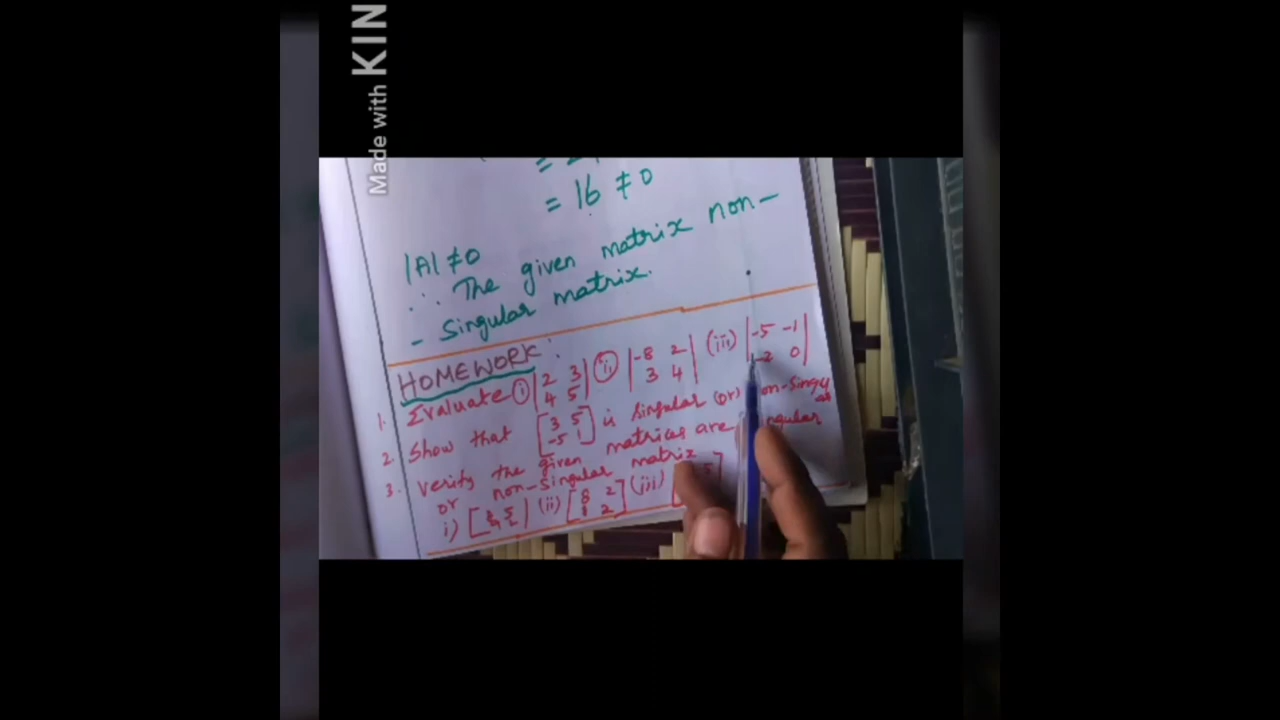 Made with KIN
= 16 ≠ 0
|A| ≠ 0
∴ The given matrix non-
- Singular matrix.
HOMEWORK:
1. Evaluate (i) |2 3; 4 5| (ii) |-8 2; 3 4| (iii) |-5 -1; -2 0|
2. Show that [3 5; -5 1] is singular (or) non-singular
3. Verify the given matrices are singular
or non-singular matrix
i) (ii) [8 2; 8 2] (iii)